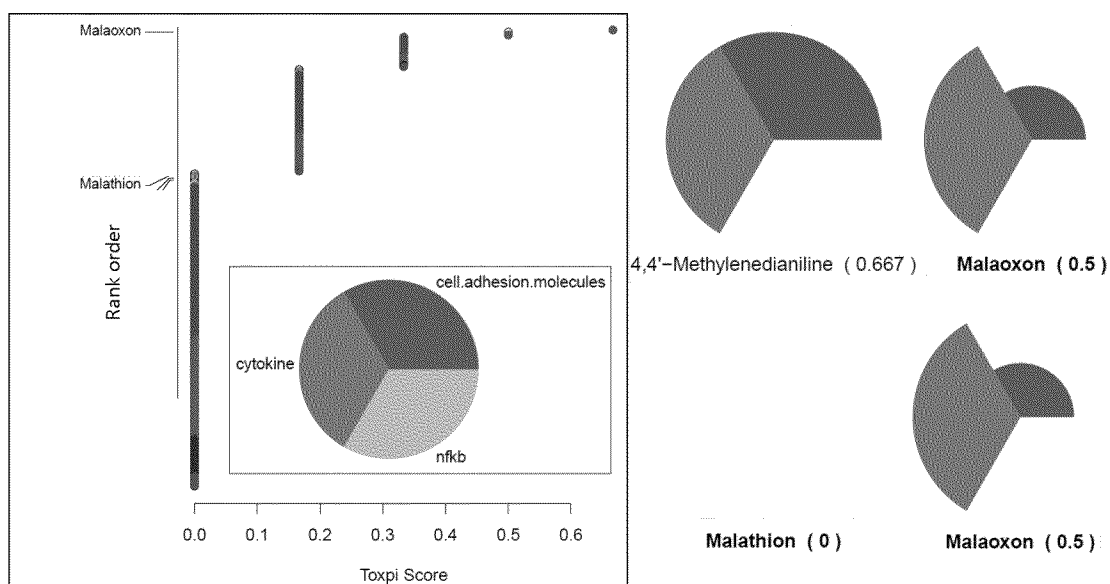 Malaoxon
Malathion
Rank order
cell.adhesion.molecules
cytokine
nfkb
0.0 0.1 0.2 0.3 0.4 0.5 0.6
Toxpi Score
4,4'−Methylenedianiline ( 0.667 )
Malaoxon ( 0.5 )
Malathion ( 0 )
Malaoxon ( 0.5 )